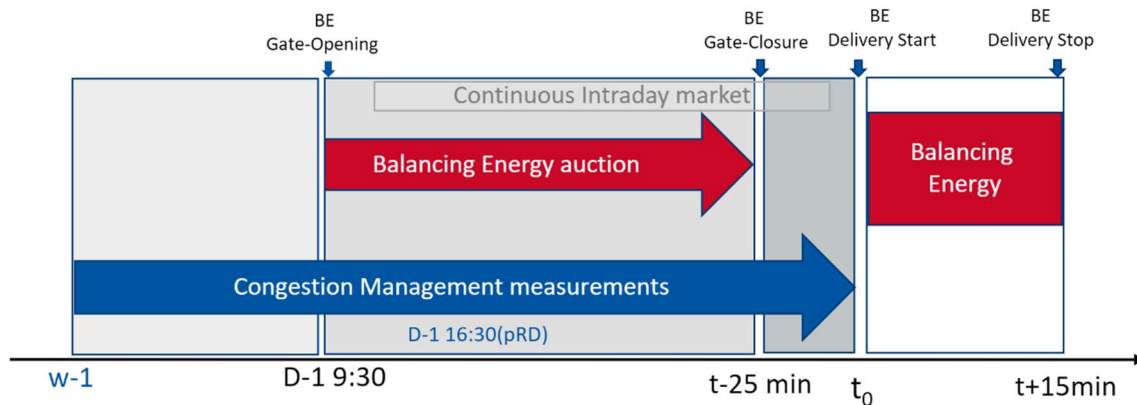 BE
Gate-Opening
BE
Gate-Closure
BE
Delivery Start
BE
Delivery Stop
Continuous Intraday market
Balancing Energy auction
Balancing
Energy
Congestion Management measurements
D-1 16:30(pRD)
w-1
D-1 9:30
t-25 min
t0
t+15min